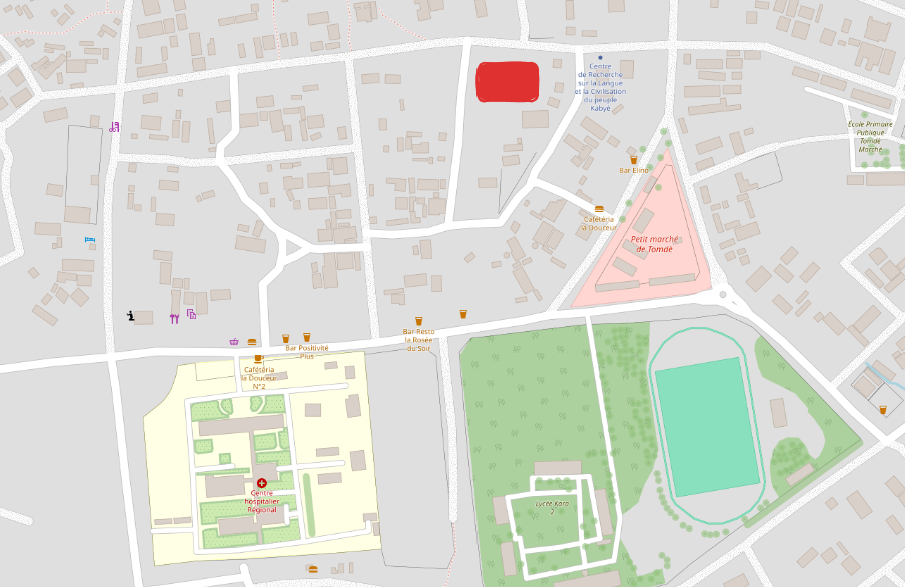 Centre
de Recherche
sur la Langue
et la Civilisation
du peuple
Kabyè
École Primaire
Publique
Tomdè
Marché
Bar Elino
Cafétéria
la Douceur
Petit marché
de Tomdè
Bar Resto
la Rosée
du Soir
Bar Positivité
Plus
Cafétéria
la Douceur
N°2
Centre
hospitalier
Régional
Lycée Kara
2